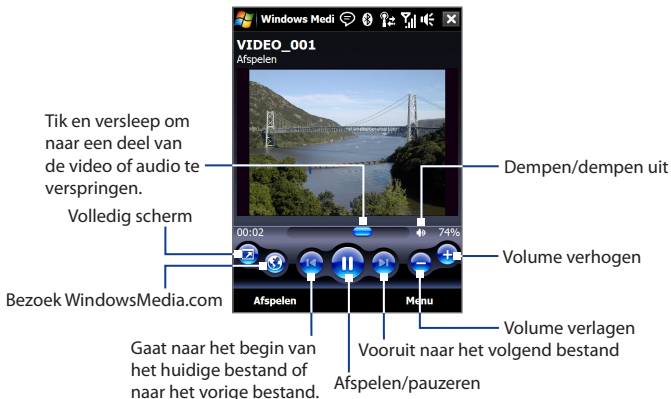 Windows Medi
VIDEO_001
Afspelen
Tik en versleep om
naar een deel van
de video of audio te
verspringen.
Dempen/dempen uit
Volledig scherm
00:02
74%
Volume verhogen
Bezoek WindowsMedia.com
Afspelen
Menu
Volume verlagen
Gaat naar het begin van
het huidige bestand of
naar het vorige bestand.
Vooruit naar het volgend bestand
Afspelen/pauzeren